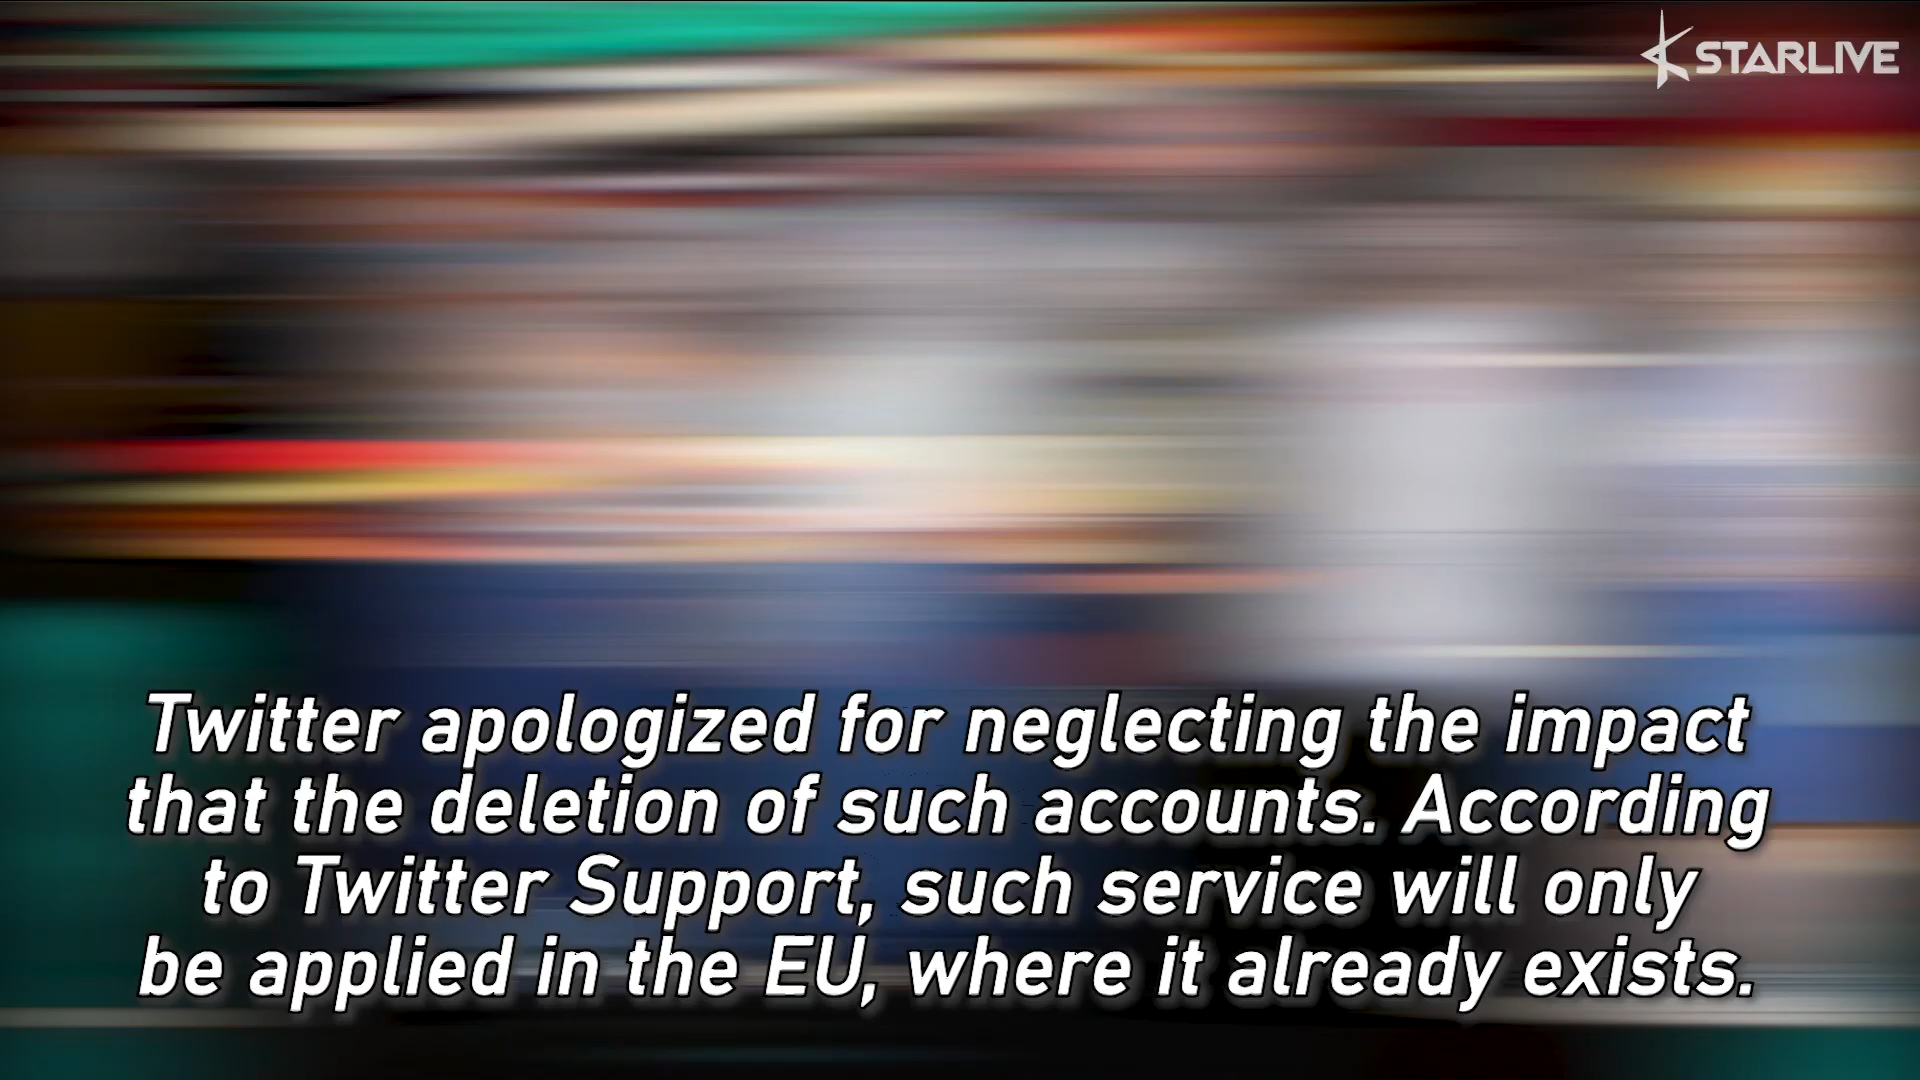 STARLIVE
Twitter apologized for neglecting the impact
that the deletion of such accounts. According
to Twitter Support, such service will only
be applied in the EU, where it already exists.